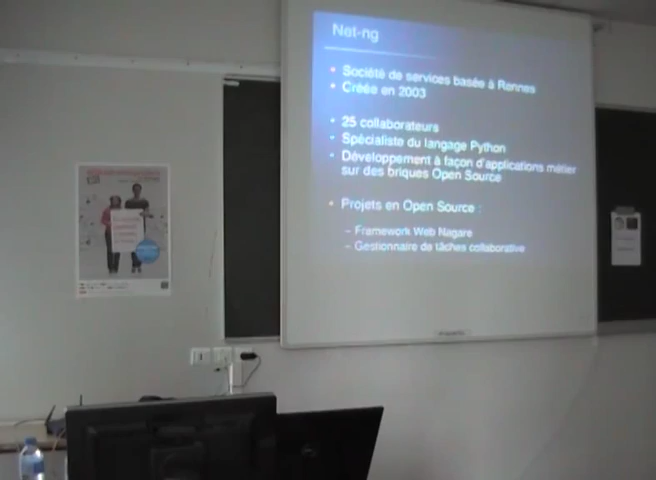 Net-ng
• Société de services basée à Rennes
• Créée en 2003
• 25 collaborateurs
• Spécialiste du langage Python
• Développement à façon d'applications métier
sur des briques Open Source
• Projets en Open Source :
– Framework Web Nagare
– Gestionnaire de tâches collaborative